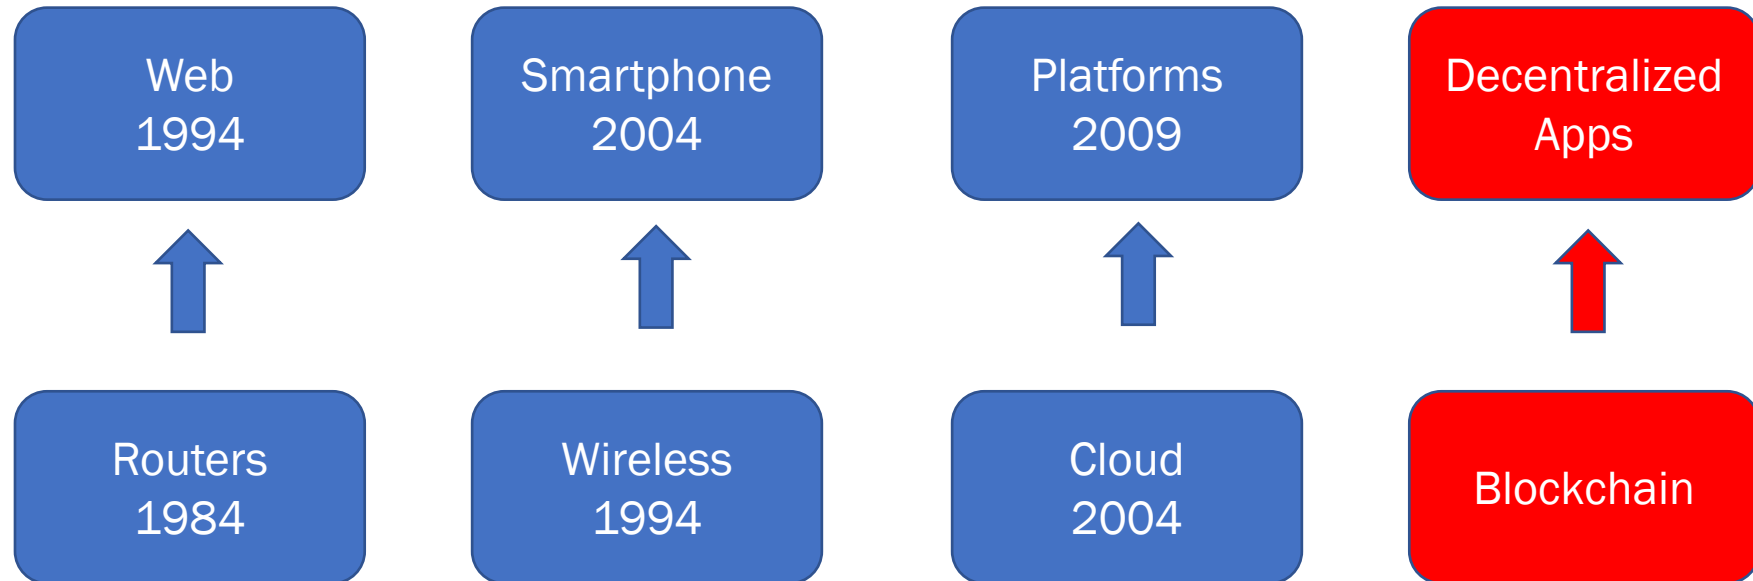 Web
1994
Smartphone
2004
Platforms
2009
Decentralized
Apps
Routers
1984
Wireless
1994
Cloud
2004
Blockchain